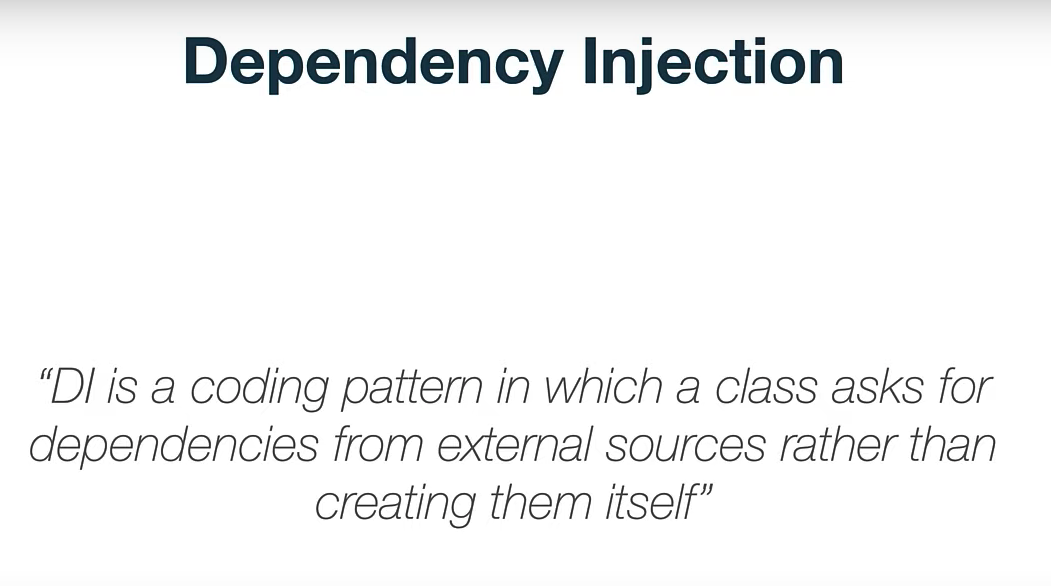 Dependency Injection
“DI is a coding pattern in which a class asks for
dependencies from external sources rather than
creating them itself”